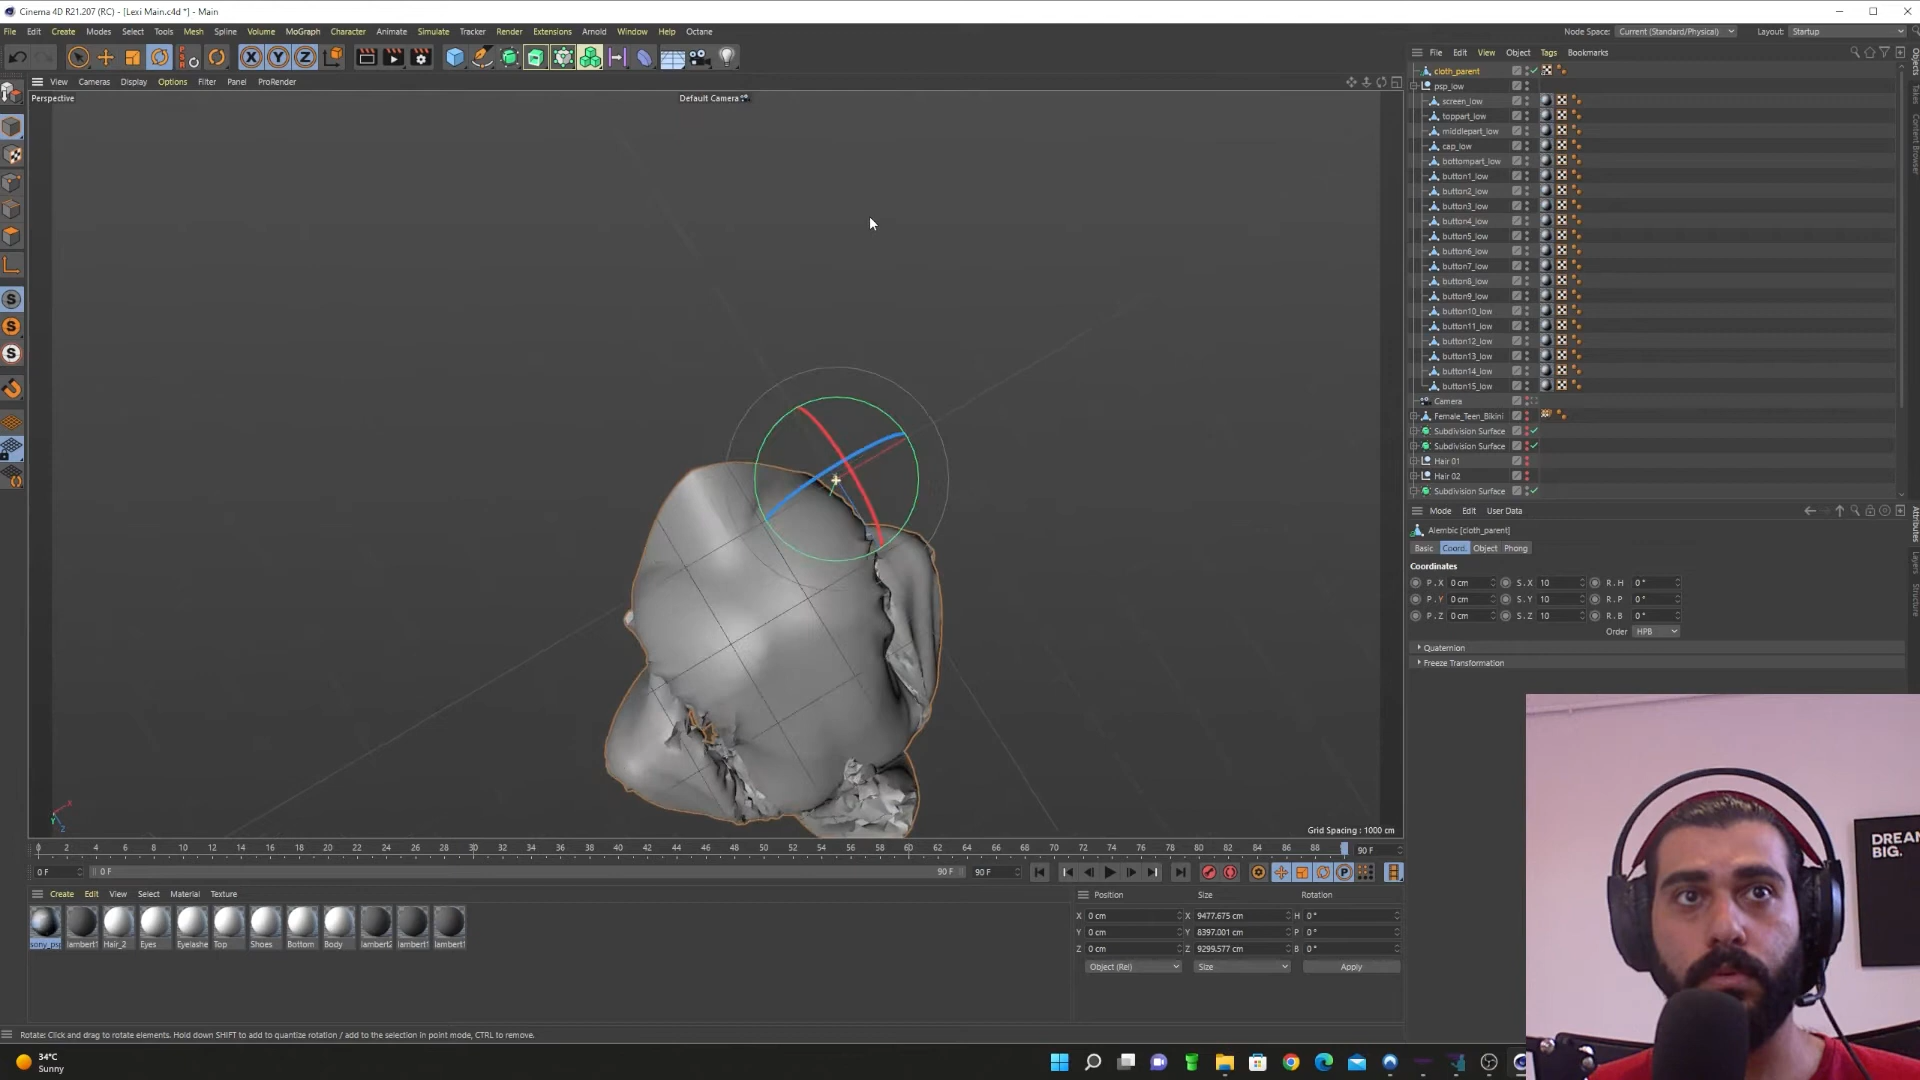 Cinema 4D R21.207 (RC) - [Lexi Main.c4d *] - Main
File Edit Create Modes Select Tools Mesh Spline Volume MoGraph Character Animate Simulate Tracker Render Extensions Arnold Window Help Octane
Node Space: Current (Standard/Physical) Layout: Startup
View Cameras Display Options Filter Panel ProRender
Perspective
Default Camera
Grid Spacing : 1000 cm
File Edit View Object Tags Bookmarks
cloth_parent
psp_low
screen_low
toppart_low
middlepart_low
cap_low
bottompart_low
button1_low
button2_low
button3_low
button4_low
button5_low
button6_low
button7_low
button8_low
button9_low
button10_low
button11_low
button12_low
button13_low
button14_low
button15_low
Camera
Female_Teen_Bikini
Subdivision Surface
Subdivision Surface
Hair 01
Hair 02
Subdivision Surface
Objects
Takes
Content Browser
Attributes
Layers
Structure
Mode Edit User Data
Alembic [cloth_parent]
Basic Coord. Object Phong
Coordinates
P . X 0 cm S . X 10 R . H 0 °
P . Y 0 cm S . Y 10 R . P 0 °
P . Z 0 cm S . Z 10 R . B 0 °
Order HPB
Quaternion
Freeze Transformation
0 2 4 6 8 10 12 14 16 18 20 22 24 26 28 30 32 34 36 38 40 42 44 46 48 50 52 54 56 58 60 62 64 66 68 70 72 74 76 78 80 82 84 86 88 90 F
0 F 0 F 90 F 90 F
Create Edit View Select Material Texture
sony_psp lambert1 Hair_2 Eyes Eyelashe Top Shoes Bottom Body lambert2 lambert1 lambert1
Position Size Rotation
X 0 cm X 9477.675 cm H 0 °
Y 0 cm Y 8397.001 cm P 0 °
Z 0 cm Z 9299.577 cm B 0 °
Object (Rel) Size Apply
Rotate: Click and drag to rotate elements. Hold down SHIFT to add to quantize rotation / add to the selection in point mode, CTRL to remove.
34°C
Sunny
DREAM
BIG.